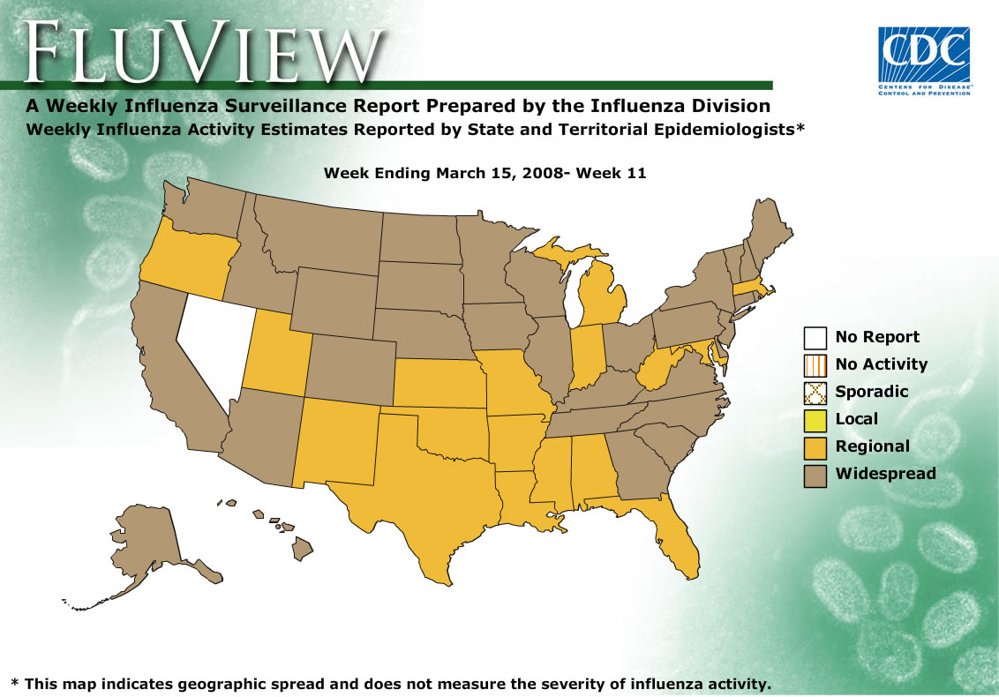 FLUVIEW
CDC
CENTERS FOR DISEASE™
CONTROL AND PREVENTION
A Weekly Influenza Surveillance Report Prepared by the Influenza Division
Weekly Influenza Activity Estimates Reported by State and Territorial Epidemiologists*
Week Ending March 15, 2008- Week 11
No Report
No Activity
Sporadic
Local
Regional
Widespread
* This map indicates geographic spread and does not measure the severity of influenza activity.